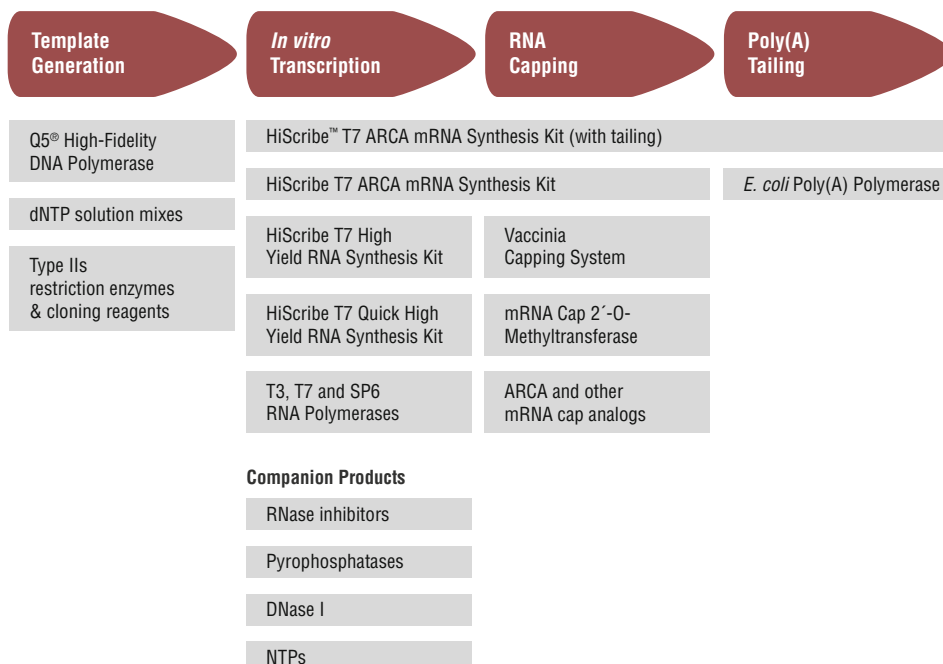 Template
Generation
In vitro
Transcription
RNA
Capping
Poly(A)
Tailing
Q5® High-Fidelity
DNA Polymerase
dNTP solution mixes
Type IIs
restriction enzymes
& cloning reagents
HiScribe™ T7 ARCA mRNA Synthesis Kit (with tailing)
HiScribe T7 ARCA mRNA Synthesis Kit
E. coli Poly(A) Polymerase
HiScribe T7 High
Yield RNA Synthesis Kit
Vaccinia
Capping System
HiScribe T7 Quick High
Yield RNA Synthesis Kit
mRNA Cap 2´-O-
Methyltransferase
T3, T7 and SP6
RNA Polymerases
ARCA and other
mRNA cap analogs
Companion Products
RNase inhibitors
Pyrophosphatases
DNase I
NTPs